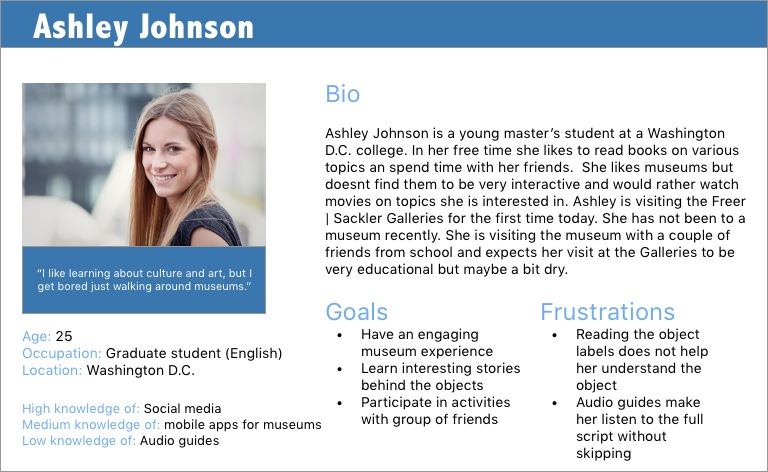 Ashley Johnson
"I like learning about culture and art, but I
get bored just walking around museums."
Age: 25
Occupation: Graduate student (English)
Location: Washington D.C.
High knowledge of: Social media
Medium knowledge of: mobile apps for museums
Low knowledge of: Audio guides
Bio
Ashley Johnson is a young master's student at a Washington
D.C. college. In her free time she likes to read books on various
topics an spend time with her friends.  She likes museums but
doesnt find them to be very interactive and would rather watch
movies on topics she is interested in. Ashley is visiting the Freer
| Sackler Galleries for the first time today. She has not been to a
museum recently. She is visiting the museum with a couple of
friends from school and expects her visit at the Galleries to be
very educational but maybe a bit dry.
Goals
• Have an engaging
museum experience
• Learn interesting stories
behind the objects
• Participate in activities
with group of friends
Frustrations
• Reading the object
labels does not help
her understand the
object
• Audio guides make
her listen to the full
script without
skipping